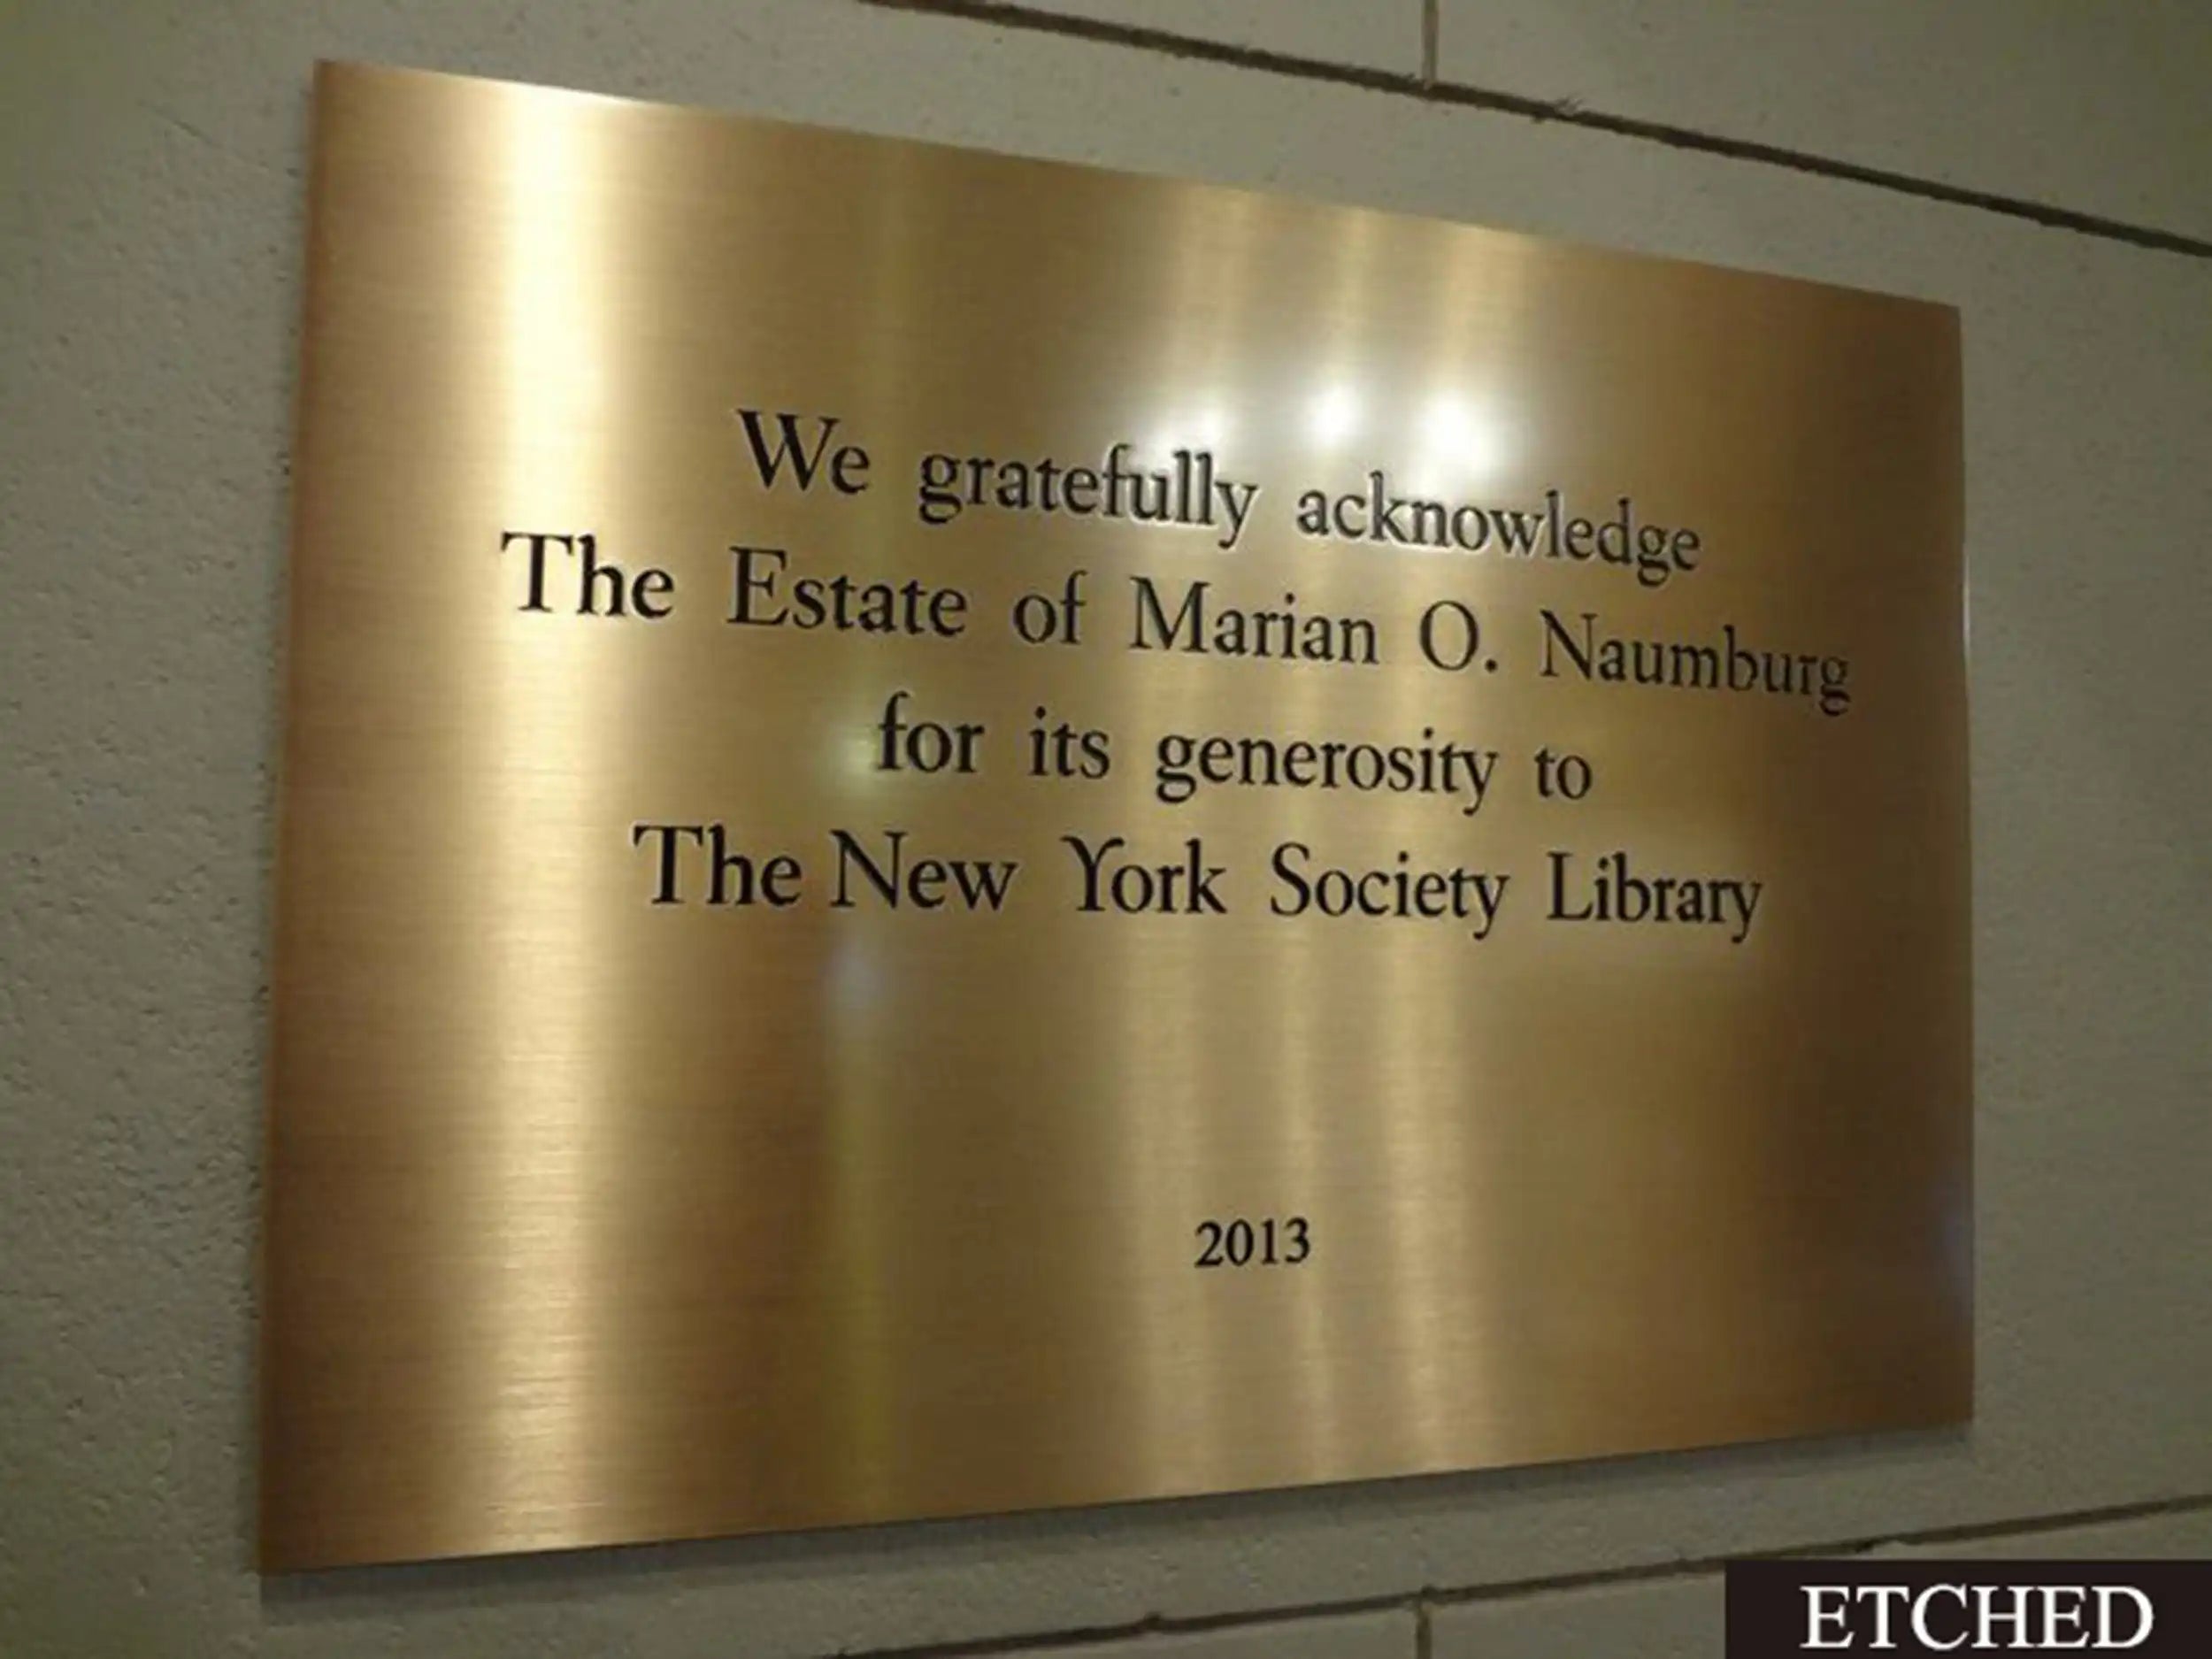 We gratefully acknowledge
The Estate of Marian O. Naumburg
for its generosity to
The New York Society Library
2013
ETCHED